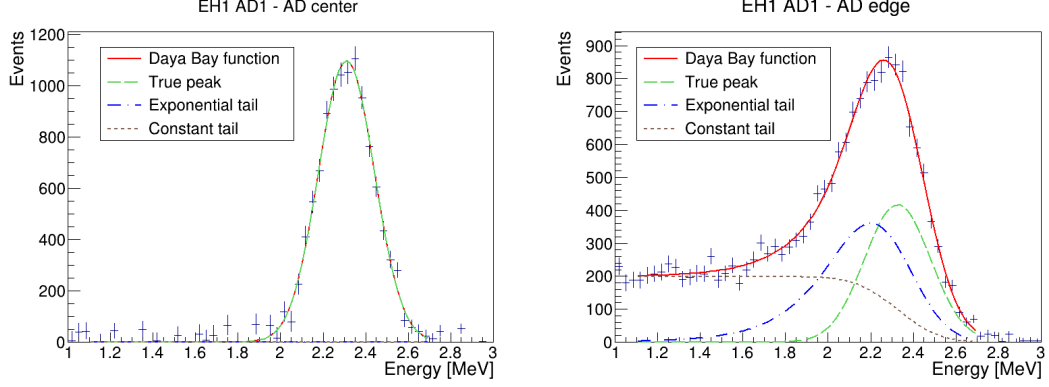 EH1 AD1 - AD center
Events
1200
1000
800
600
400
200
0
Daya Bay function
True peak
Exponential tail
Constant tail
1 1.2 1.4 1.6 1.8 2 2.2 2.4 2.6 2.8 3
Energy [MeV]
EH1 AD1 - AD edge
Events
900
800
700
600
500
400
300
200
100
0
Daya Bay function
True peak
Exponential tail
Constant tail
1 1.2 1.4 1.6 1.8 2 2.2 2.4 2.6 2.8 3
Energy [MeV]